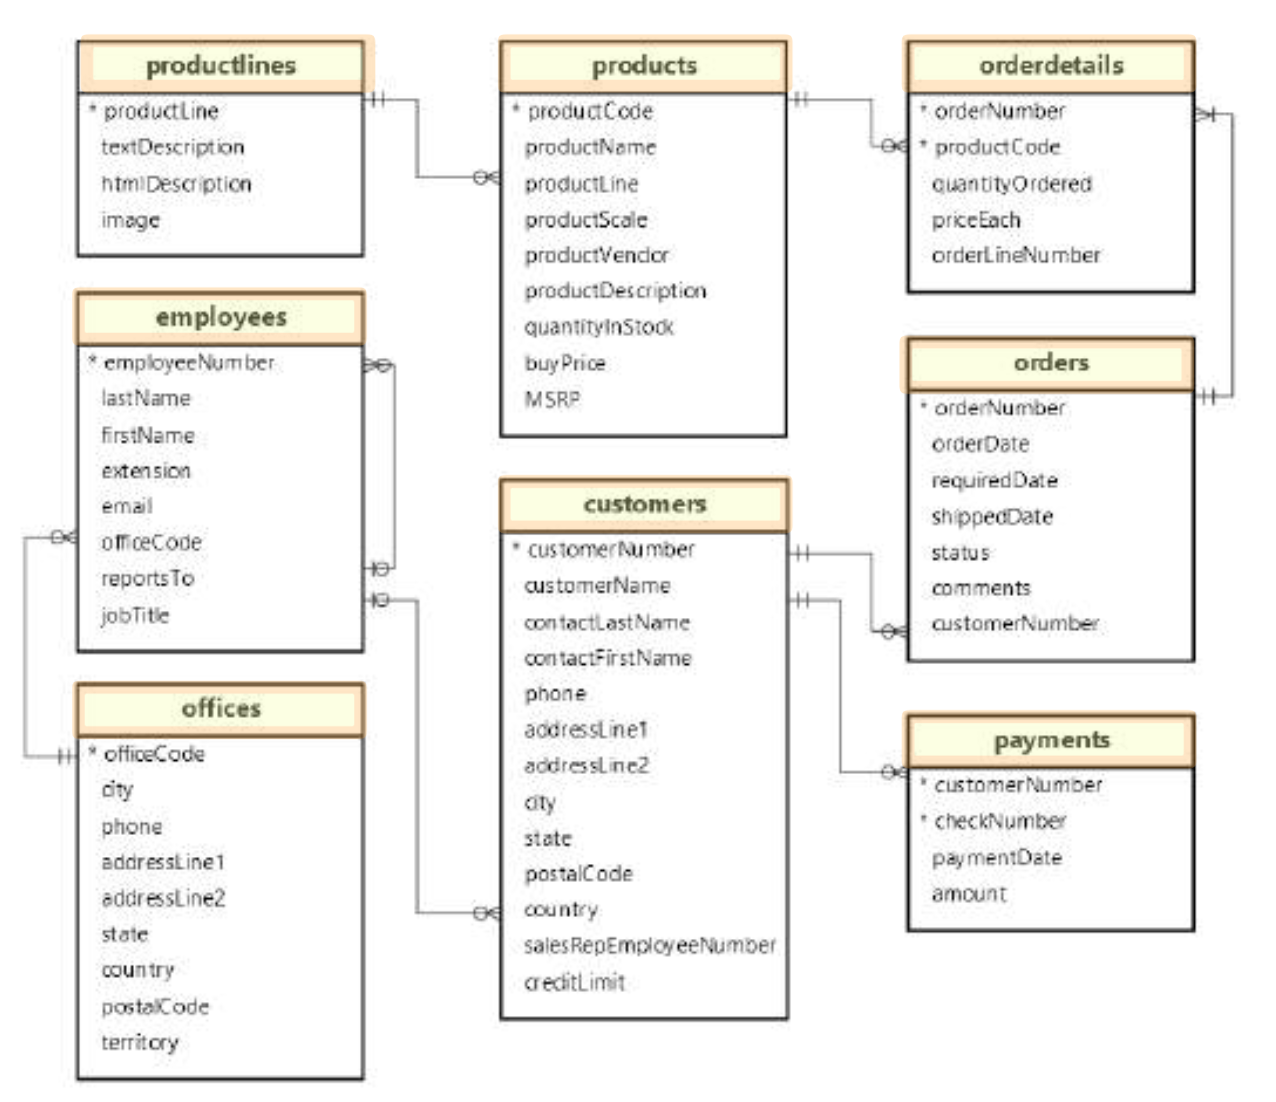 productlines
* productLine
textDescription
htmlDescription
image
products
* productCode
productName
productLine
productScale
productVendor
productDescription
quantityInStock
buyPrice
MSRP
orderdetails
* orderNumber
* productCode
quantityOrdered
priceEach
orderLineNumber
employees
* employeeNumber
lastName
firstName
extension
email
officeCode
reportsTo
jobTitle
customers
* customerNumber
customerName
contactLastName
contactFirstName
phone
addressLine1
addressLine2
city
state
postalCode
country
salesRepEmployeeNumber
creditLimit
orders
* orderNumber
orderDate
requiredDate
shippedDate
status
comments
customerNumber
offices
* officeCode
city
phone
addressLine1
addressLine2
state
country
postalCode
territory
payments
* customerNumber
* checkNumber
paymentDate
amount